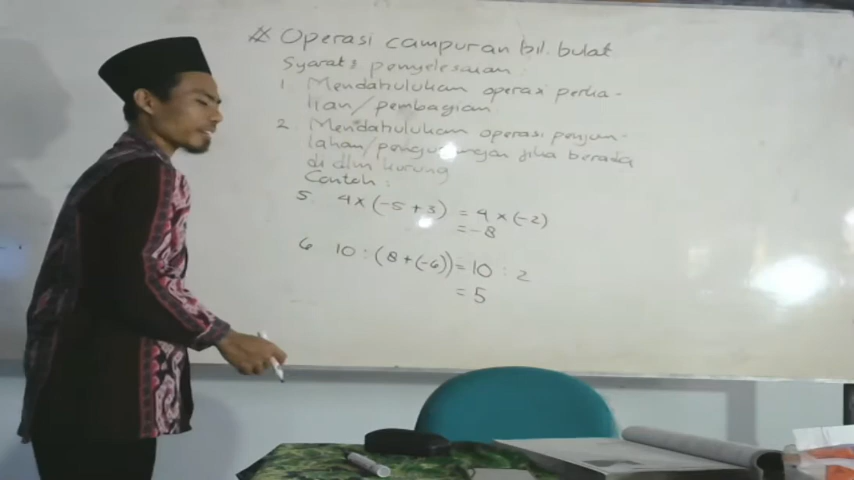 Operasi campuran bil. bulat
Syarat² penyelesaian :
1. Mendahulukan operasi perka-
lian/pembagian
2. Mendahulukan operasi penjum-
lahan/pengurangan jika berada
di dlm kurung
Contoh :
5. 4 x (-5 + 3) = 4 x (-2)
= -8
6 10 : (8 + (-6)) = 10 : 2
= 5